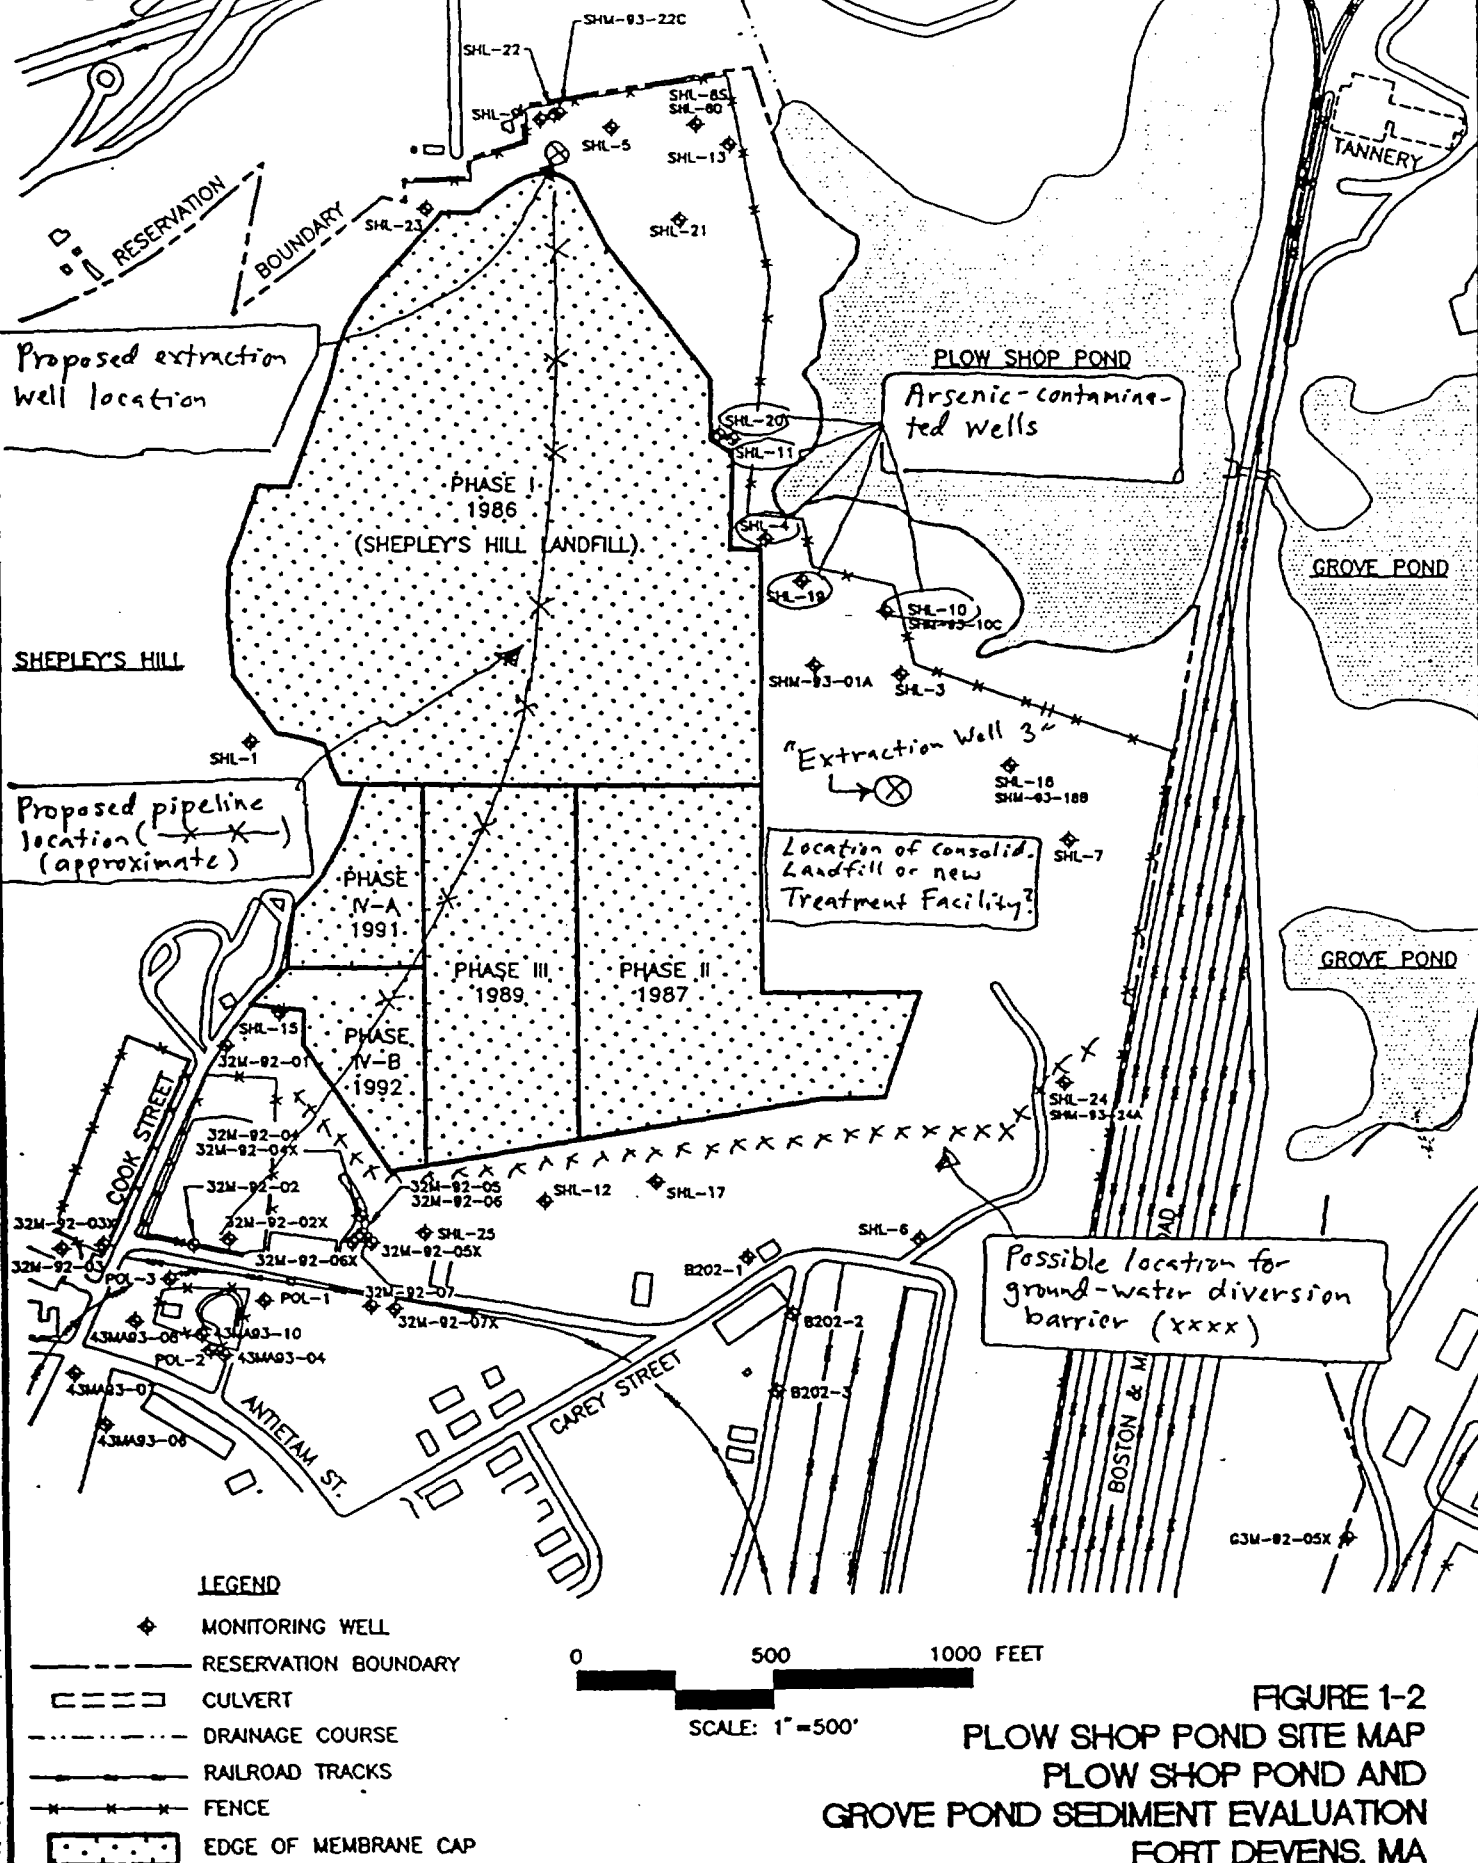 SHM-93-22C
SHL-22
SHL-9
SHL-8S
SHL-8D
SHL-5
SHL-13
TANNERY
RESERVATION
BOUNDARY
SHL-23
SHL-21
Proposed extraction
Well location
PLOW SHOP POND
Arsenic-contamina-
ted Wells
SHL-20
SHL-11
PHASE I
1986
(SHEPLEY'S HILL LANDFILL).
SHL-4
GROVE POND
SHL-19
SHL-10
SHM-93-10C
SHEPLEY'S HILL
SHM-93-01A
SHL-3
"Extraction Well 3"
SHL-1
SHL-18
SHM-93-18B
Proposed pipeline
location (—x—x—)
(approximate)
SHL-7
Location of consolid.
Landfill or new
Treatment Facility?
PHASE
IV-A
1991
PHASE III
1989
PHASE II
1987
GROVE POND
SHL-15
32M-92-01
PHASE
IV-B
1992
SHL-24
SHM-93-24A
COOK STREET
32M-92-04
32M-92-04X
32M-92-02
32M-92-05
32M-92-06
SHL-12
SHL-17
32M-92-03X
32M-92-02X
SHL-25
SHL-6
32M-92-03
32M-92-06X
32M-92-05X
B202-1
Possible location for
ground-water diversion
barrier (xxxx)
POL-3
POL-1
32M-92-07
32M-92-07X
B202-2
43MA93-08
43MA93-10
POL-2
43MA93-04
43MA93-07
B202-3
CAREY STREET
43MA93-06
ANTIETAM ST.
BOSTON & M
OAD
G3M-92-05X
LEGEND
MONITORING WELL
RESERVATION BOUNDARY
CULVERT
DRAINAGE COURSE
RAILROAD TRACKS
FENCE
EDGE OF MEMBRANE CAP
0 500 1000 FEET
SCALE: 1"=500'
FIGURE 1-2
PLOW SHOP POND SITE MAP
PLOW SHOP POND AND
GROVE POND SEDIMENT EVALUATION
FORT DEVENS, MA